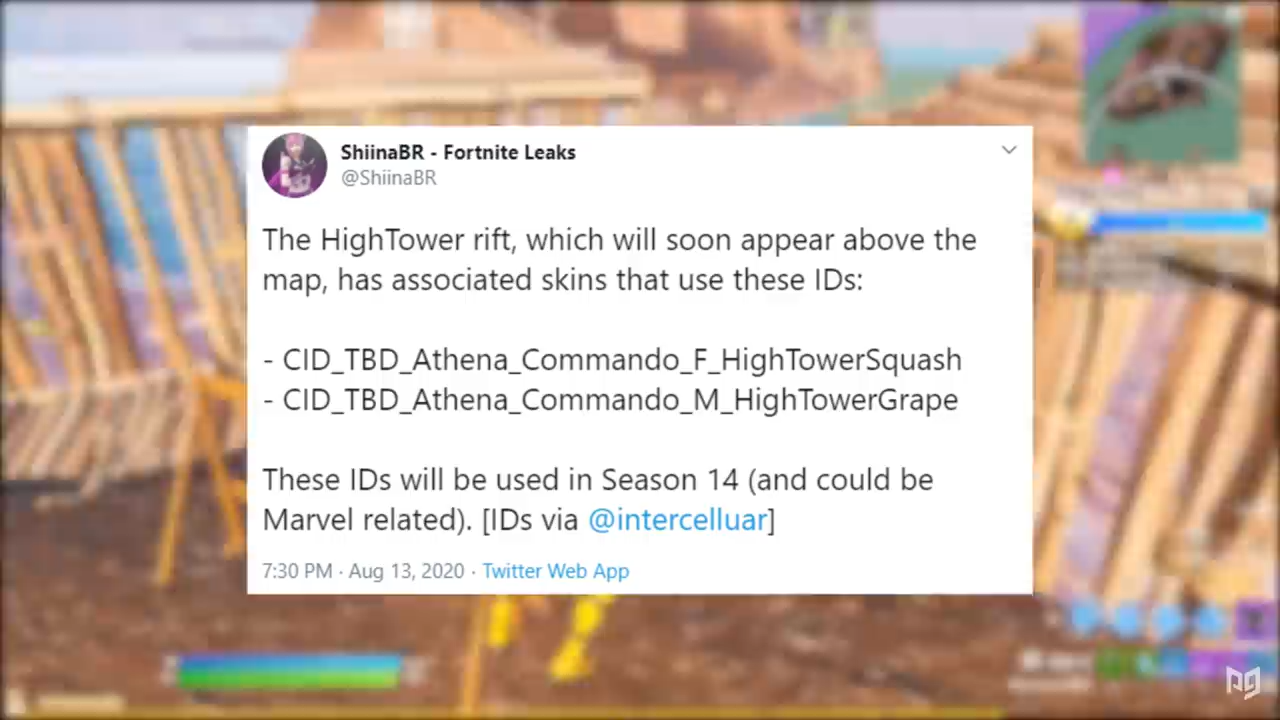 ShiinaBR - Fortnite Leaks
@ShiinaBR
The HighTower rift, which will soon appear above the
map, has associated skins that use these IDs:
- CID_TBD_Athena_Commando_F_HighTowerSquash
- CID_TBD_Athena_Commando_M_HighTowerGrape
These IDs will be used in Season 14 (and could be
Marvel related). [IDs via @intercelluar]
7:30 PM · Aug 13, 2020 · Twitter Web App